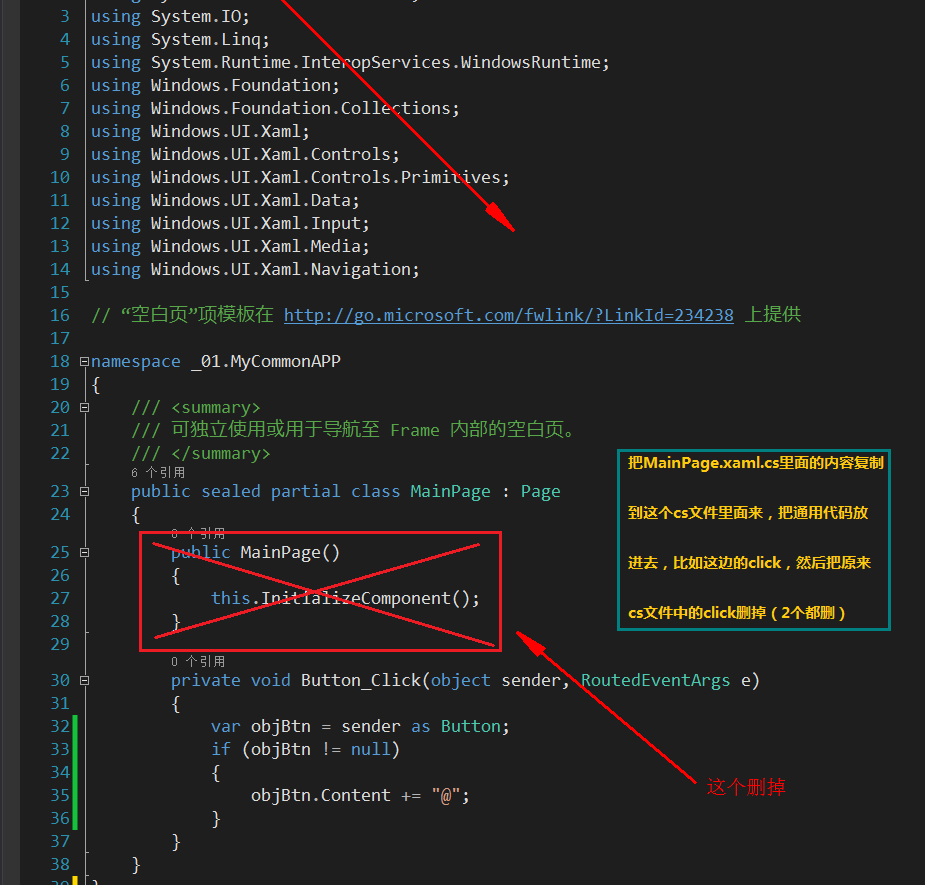 3 using System.IO;
4 using System.Linq;
5 using System.Runtime.InteropServices.WindowsRuntime;
6 using Windows.Foundation;
7 using Windows.Foundation.Collections;
8 using Windows.UI.Xaml;
9 using Windows.UI.Xaml.Controls;
10 using Windows.UI.Xaml.Controls.Primitives;
11 using Windows.UI.Xaml.Data;
12 using Windows.UI.Xaml.Input;
13 using Windows.UI.Xaml.Media;
14 using Windows.UI.Xaml.Navigation;
15
16 // “空白页”项模板在 http://go.microsoft.com/fwlink/?LinkId=234238 上提供
17
18 namespace _01.MyCommonAPP
19 {
20 /// <summary>
21 /// 可独立使用或用于导航至 Frame 内部的空白页。
22 /// </summary>
6 个引用
23 public sealed partial class MainPage : Page
24 {
0 个引用
25 public MainPage()
26 {
27 this.InitializeComponent();
28 }
29
0 个引用
30 private void Button_Click(object sender, RoutedEventArgs e)
31 {
32 var objBtn = sender as Button;
33 if (objBtn != null)
34 {
35 objBtn.Content += "@";
36 }
37 }
38 }
39 }
把MainPage.xaml.cs里面的内容复制
到这个cs文件里面来，把通用代码放
进去，比如这边的click，然后把原来
cs文件中的click删掉（2个都删）
这个删掉